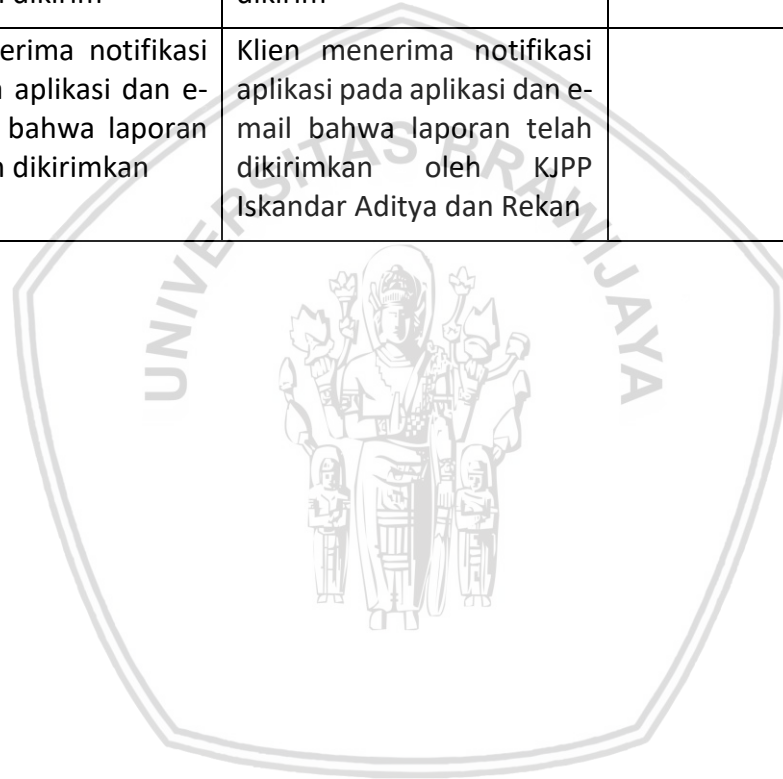 dikirim
dikirim
erima notifikasi
aplikasi dan e-
bahwa laporan
dikirimkan
Klien menerima notifikasi
aplikasi pada aplikasi dan e-
mail bahwa laporan telah
dikirimkan oleh KJPP
Iskandar Aditya dan Rekan
UNIVERSITAS BRAWIJAYA